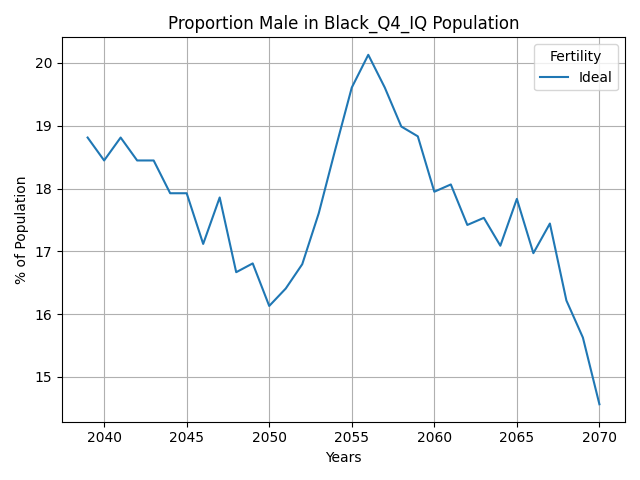 Proportion Male in Black_Q4_IQ Population
Fertility
Ideal
% of Population
20
19
18
17
16
15
2040 2045 2050 2055 2060 2065 2070
Years